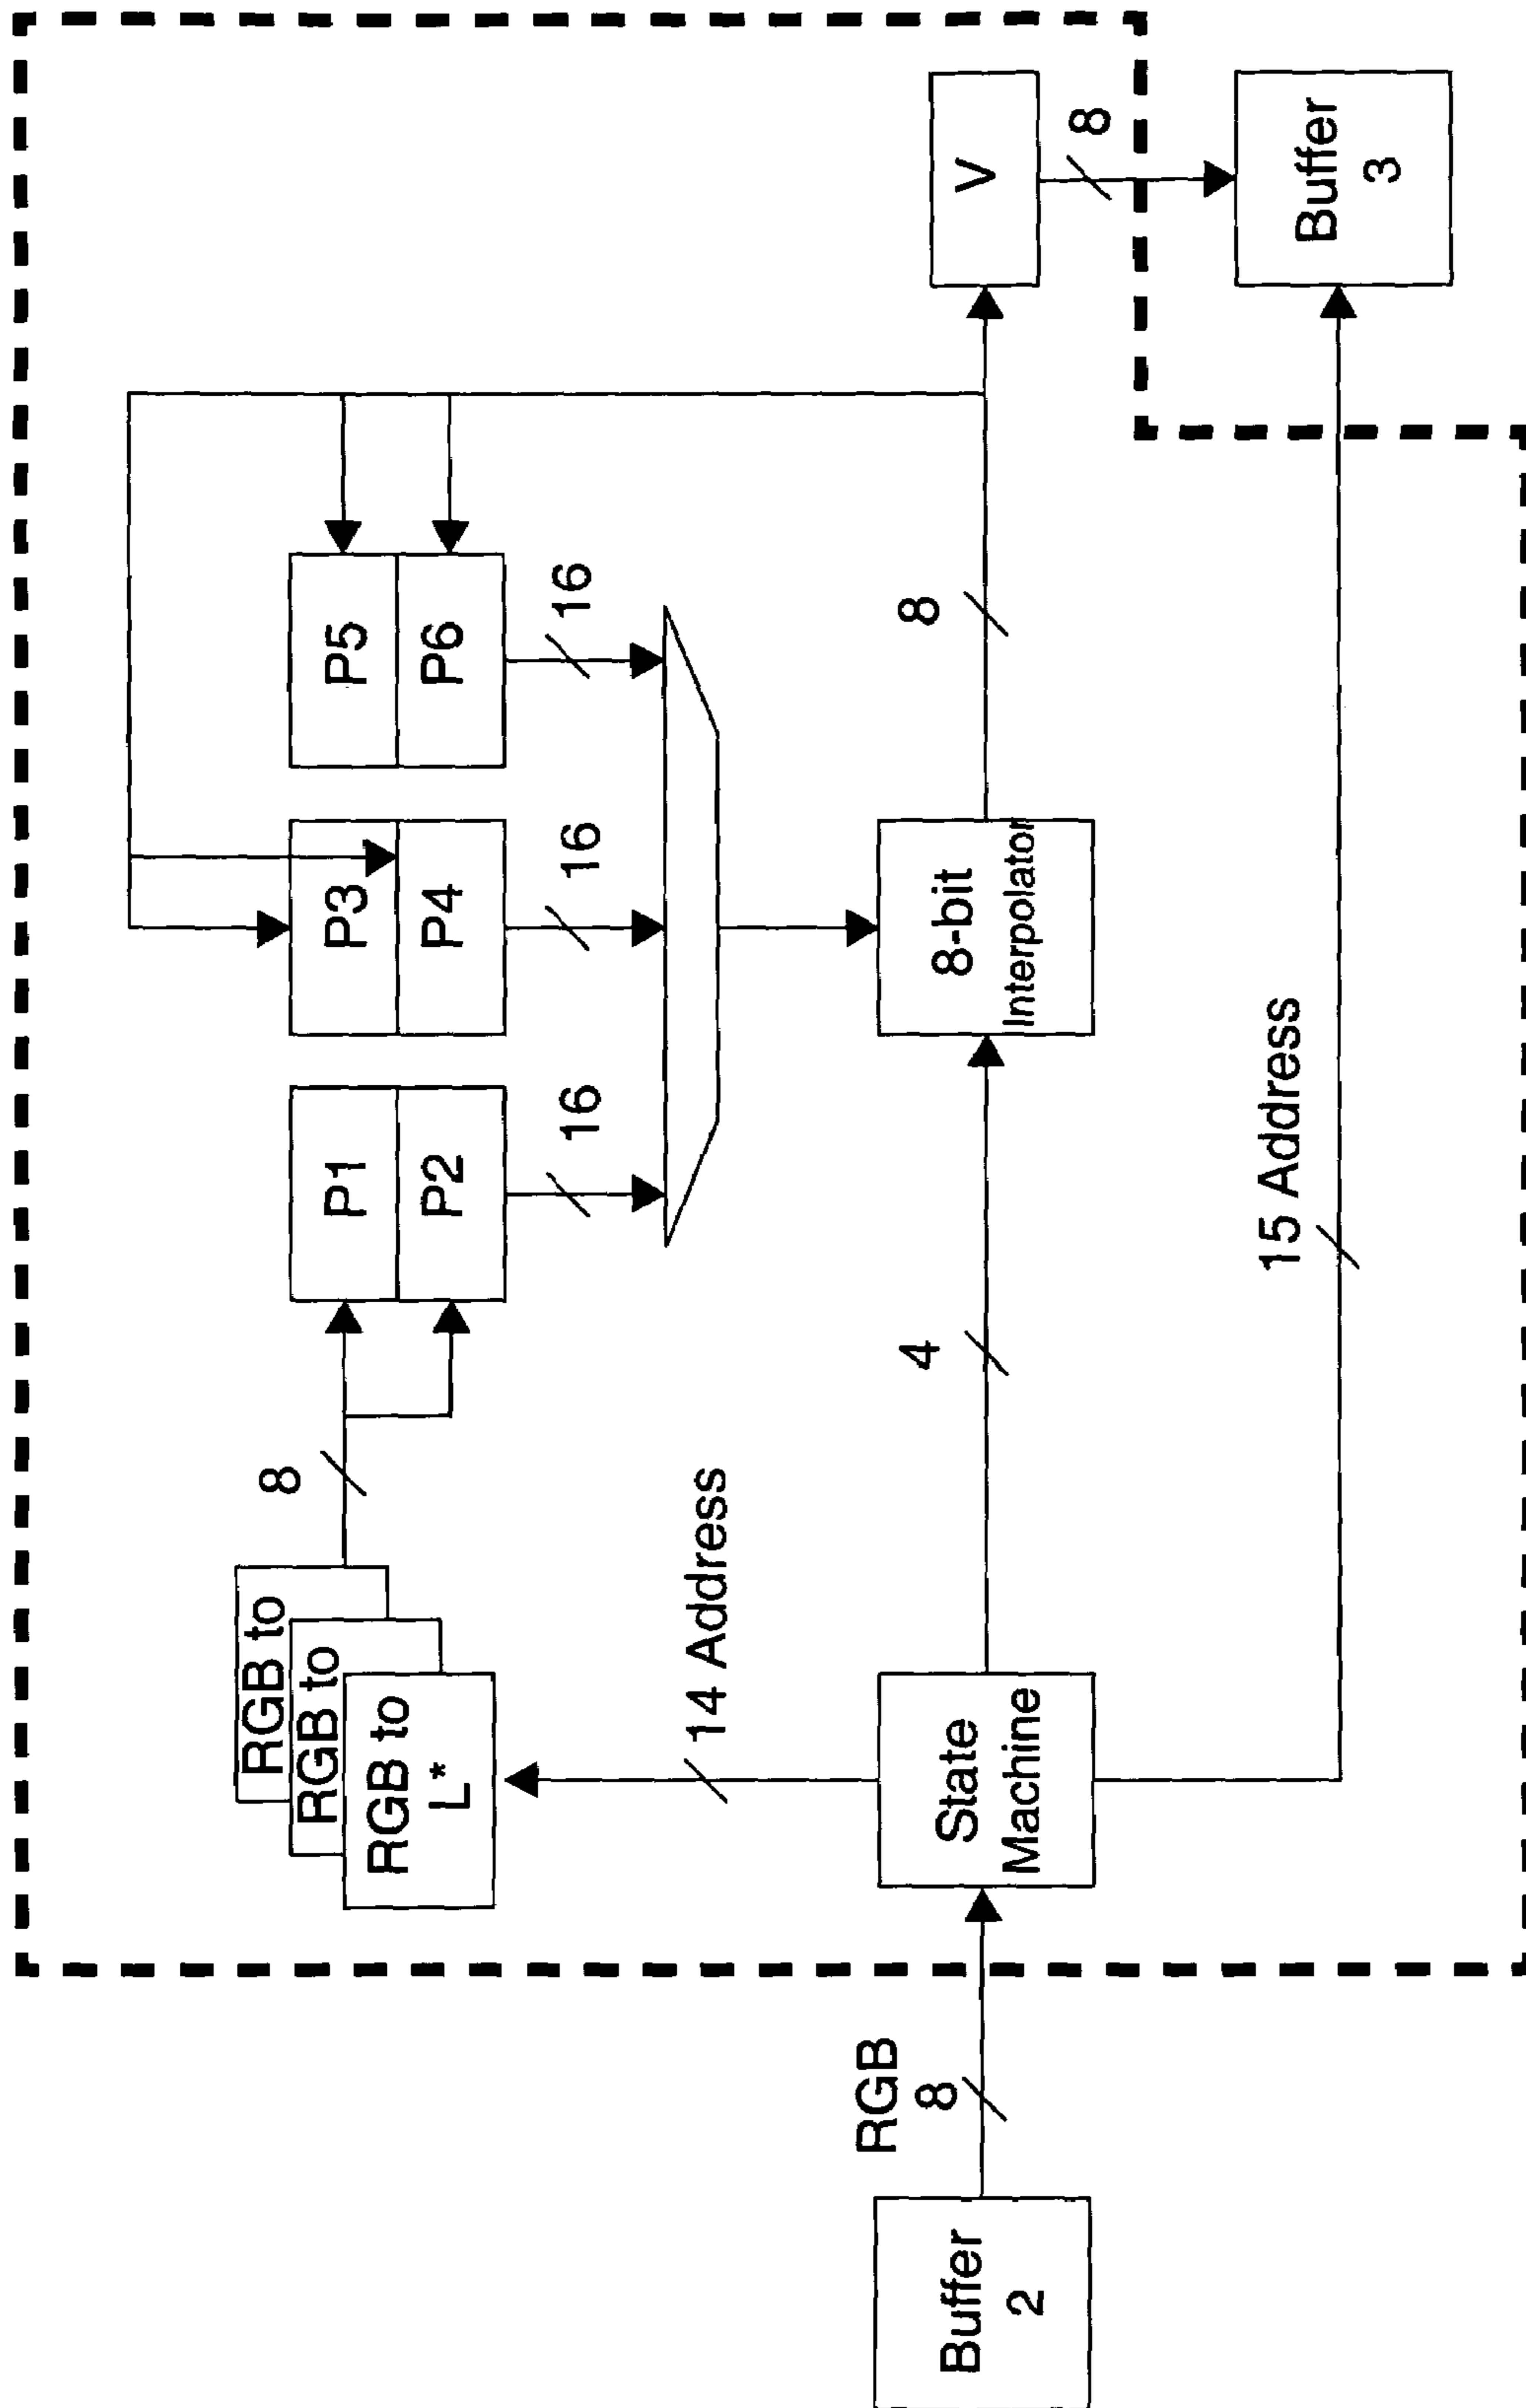 RGB to
RGB to
RGB to
L*
8
P1
P2
P3
P4
P5
P6
16
16
16
14 Address
RGB
8
Buffer
2
State
Machine
4
8-bit
Interpolator
8
V
8
15 Address
Buffer
3